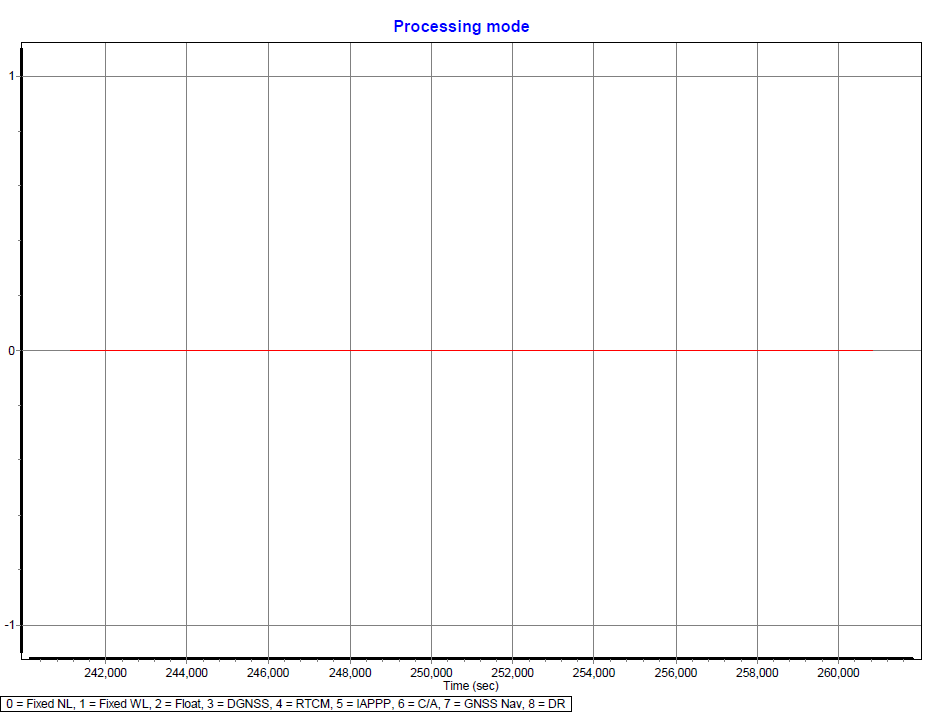 Processing mode
1
0
-1
242,000 244,000 246,000 248,000 250,000 252,000 254,000 256,000 258,000 260,000
Time (sec)
0 = Fixed NL, 1 = Fixed WL, 2 = Float, 3 = DGNSS, 4 = RTCM, 5 = IAPPP, 6 = C/A, 7 = GNSS Nav, 8 = DR